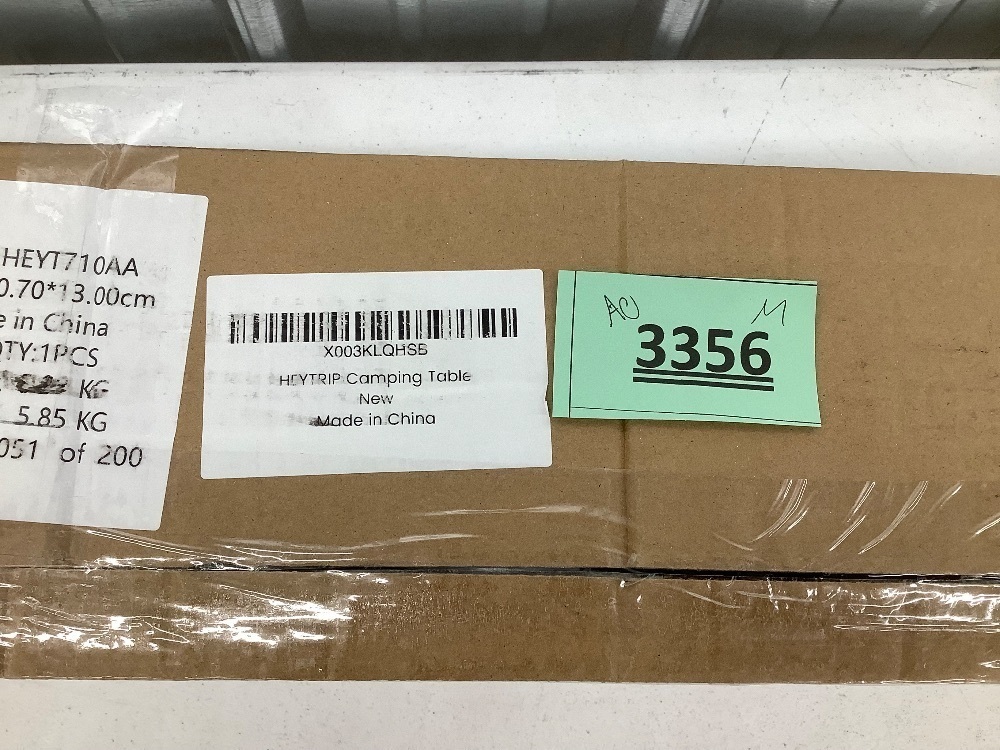 HEYT710AA
0.70*13.00cm
e in China
QTY:1PCS
KG
5.85 KG
051 of 200
X003KLQHSB
HEYTRIP Camping Table
New
Made in China
AC M
3356